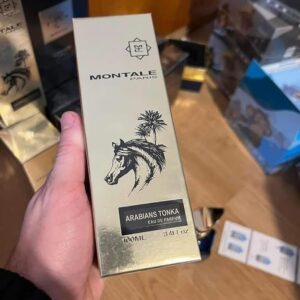 MONTALE
PARIS
ARABIANS TONKA
EAU DE PARFUM
100ML 3.4FL OZ